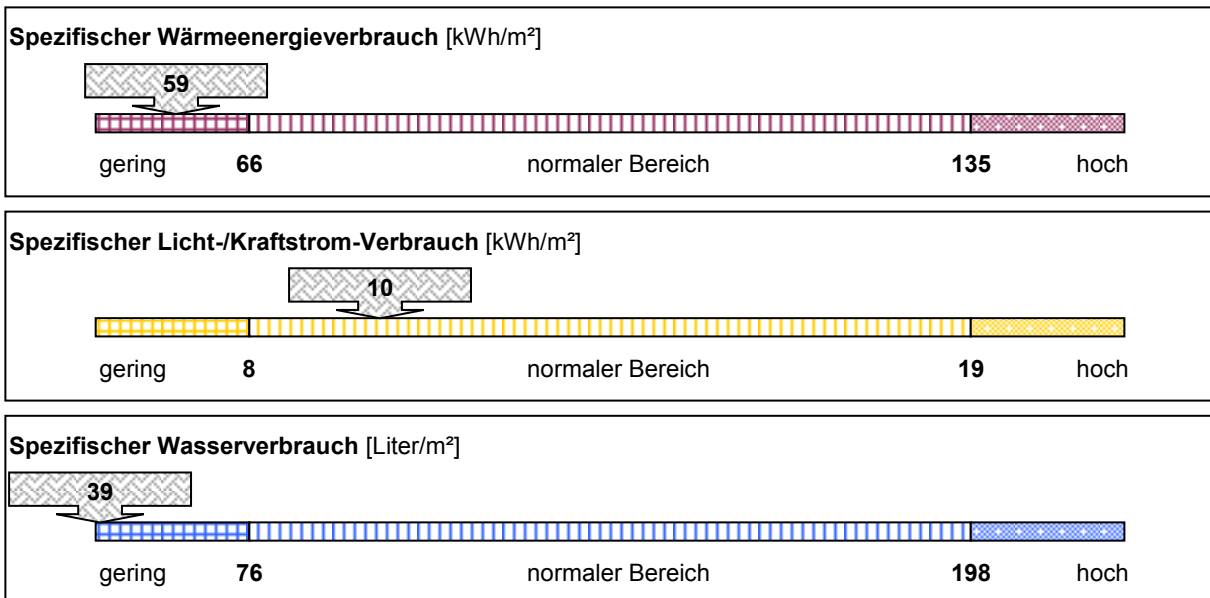 Spezifischer Wärmeenergieverbrauch [kWh/m²]
59
gering 66 normaler Bereich 135 hoch
Spezifischer Licht-/Kraftstrom-Verbrauch [kWh/m²]
10
gering 8 normaler Bereich 19 hoch
Spezifischer Wasserverbrauch [Liter/m²]
39
gering 76 normaler Bereich 198 hoch